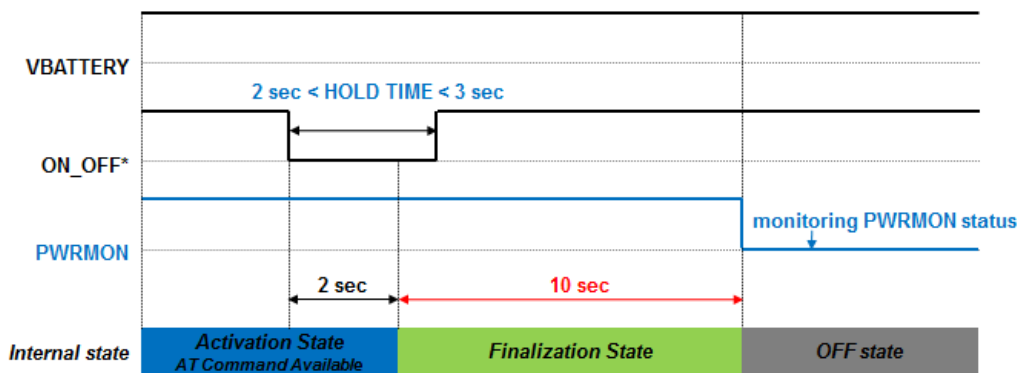 VBATTERY
2 sec < HOLD TIME < 3 sec
ON_OFF*
monitoring PWRMON status
PWRMON
2 sec
10 sec
Internal state
Activation State
AT Command Available
Finalization State
OFF state